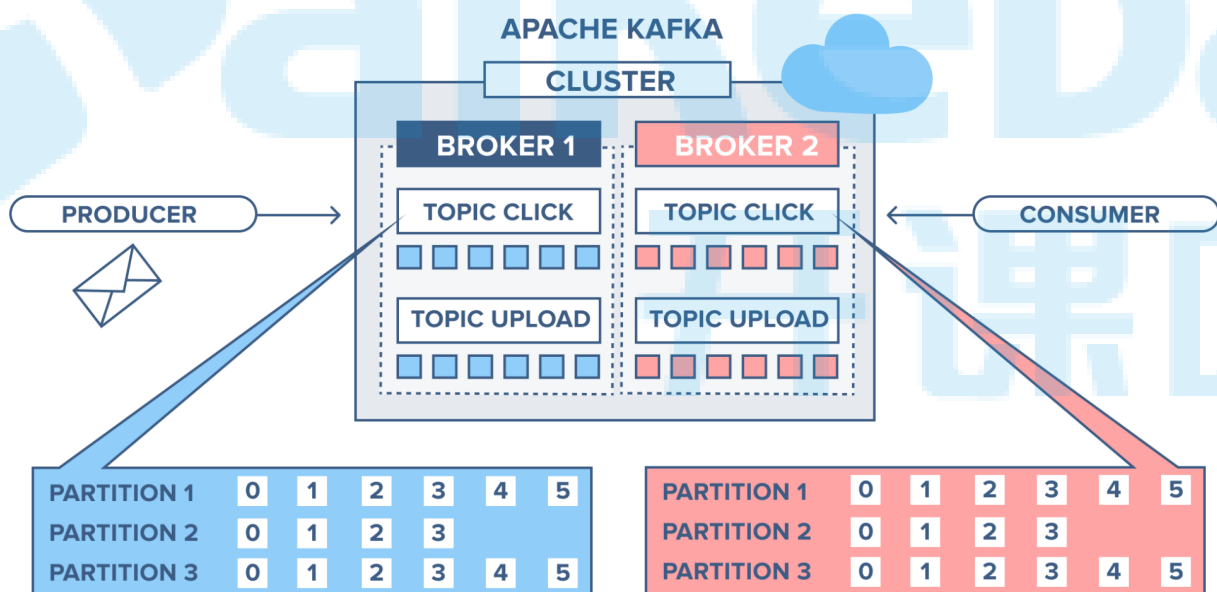 APACHE KAFKA
CLUSTER
BROKER 1
BROKER 2
PRODUCER
TOPIC CLICK
TOPIC CLICK
CONSUMER
TOPIC UPLOAD
TOPIC UPLOAD
PARTITION 1 0 1 2 3 4 5
PARTITION 2 0 1 2 3
PARTITION 3 0 1 2 3 4 5
PARTITION 1 0 1 2 3 4 5
PARTITION 2 0 1 2 3
PARTITION 3 0 1 2 3 4 5